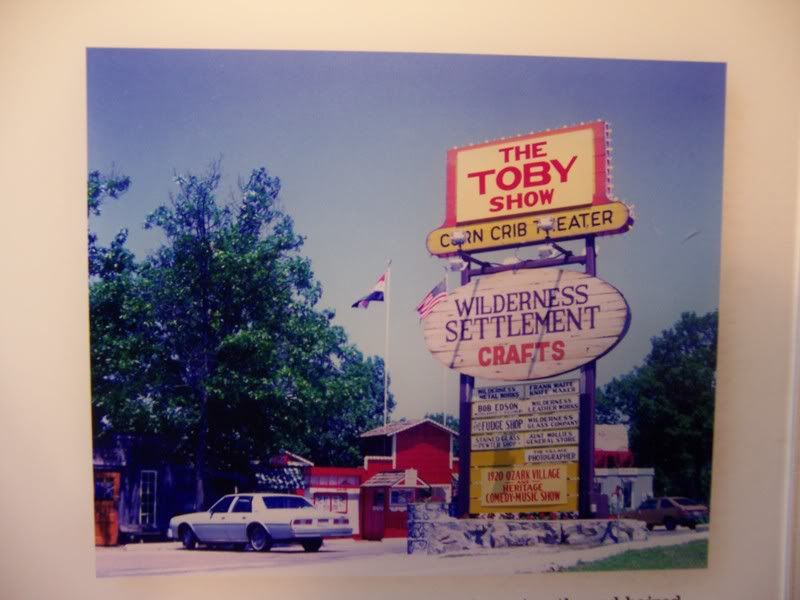 THE
TOBY
SHOW
CORN CRIB THEATER
WILDERNESS
SETTLEMENT
CRAFTS
WILDERNESS
METAL WORKS
FRANK WAITE
KNIFE MAKER
BOB EDSON
WILDERNESS
LEATHER WORKS
FUDGE SHOP
WILDERNESS
GLASS COMPANY
STAINED GLASS
PEWTER SHOP
AUNT MOLLIE'S
GENERAL STORE
THE VILLAGE
PHOTOGRAPHER
1920 OZARK VILLAGE
HERITAGE
COMEDY-MUSIC SHOW